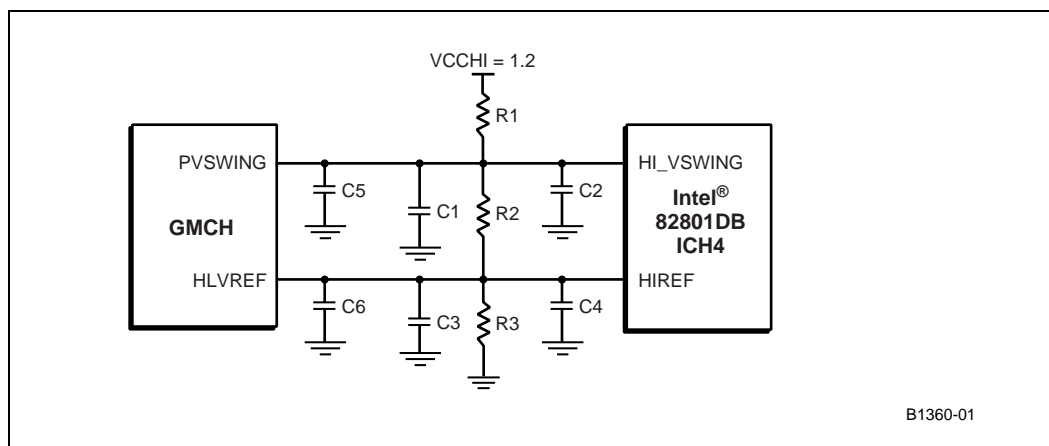 VCCHI = 1.2
R1
PVSWING
HI_VSWING
C5
C1
C2
R2
GMCH
Intel®
82801DB
ICH4
HLVREF
HIREF
C6
C3
R3
C4
B1360-01